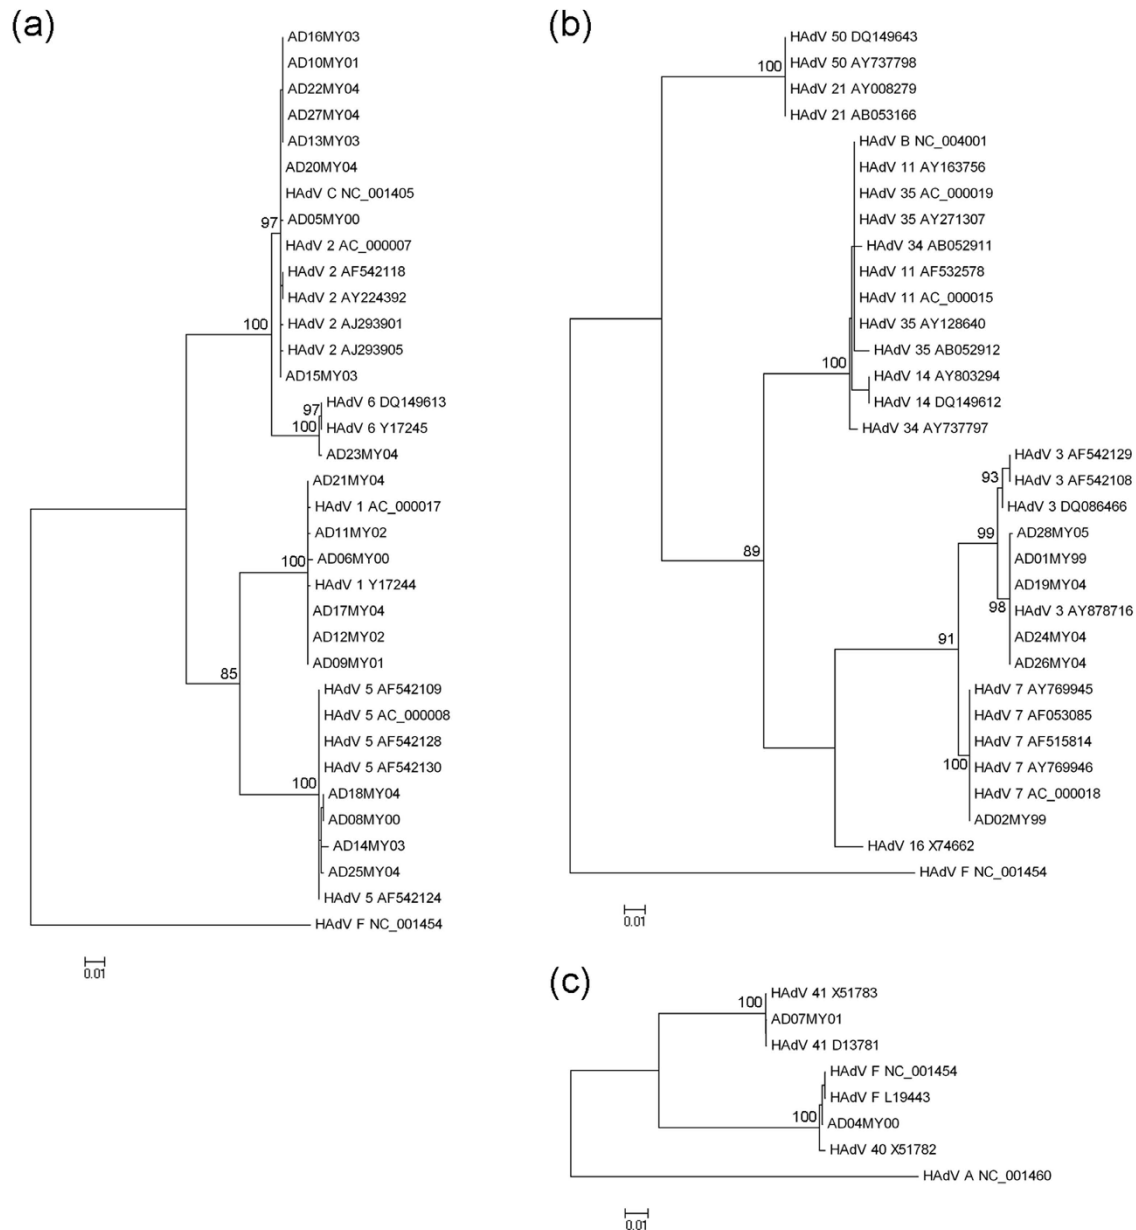 (a)
AD16MY03
AD10MY01
AD22MY04
AD27MY04
AD13MY03
AD20MY04
HAdV C NC_001405
97
AD05MY00
HAdV 2 AC_000007
HAdV 2 AF542118
HAdV 2 AY224392
100
HAdV 2 AJ293901
HAdV 2 AJ293905
AD15MY03
HAdV 6 DQ149613
97
100
HAdV 6 Y17245
AD23MY04
AD21MY04
HAdV 1 AC_000017
AD11MY02
100
AD06MY00
HAdV 1 Y17244
AD17MY04
AD12MY02
AD09MY01
85
HAdV 5 AF542109
HAdV 5 AC_000008
HAdV 5 AF542128
HAdV 5 AF542130
100
AD18MY04
AD08MY00
AD14MY03
AD25MY04
HAdV 5 AF542124
HAdV F NC_001454
0.01
(b)
HAdV 50 DQ149643
100
HAdV 50 AY737798
HAdV 21 AY008279
HAdV 21 AB053166
HAdV B NC_004001
HAdV 11 AY163756
HAdV 35 AC_000019
HAdV 35 AY271307
HAdV 34 AB052911
HAdV 11 AF532578
HAdV 11 AC_000015
HAdV 35 AY128640
HAdV 35 AB052912
100
HAdV 14 AY803294
HAdV 14 DQ149612
HAdV 34 AY737797
HAdV 3 AF542129
93
HAdV 3 AF542108
HAdV 3 DQ086466
99
AD28MY05
89
AD01MY99
AD19MY04
98
HAdV 3 AY878716
91
AD24MY04
AD26MY04
HAdV 7 AY769945
HAdV 7 AF053085
HAdV 7 AF515814
100
HAdV 7 AY769946
HAdV 7 AC_000018
AD02MY99
HAdV 16 X74662
HAdV F NC_001454
0.01
(c)
HAdV 41 X51783
100
AD07MY01
HAdV 41 D13781
HAdV F NC_001454
HAdV F L19443
100
AD04MY00
HAdV 40 X51782
HAdV A NC_001460
0.01